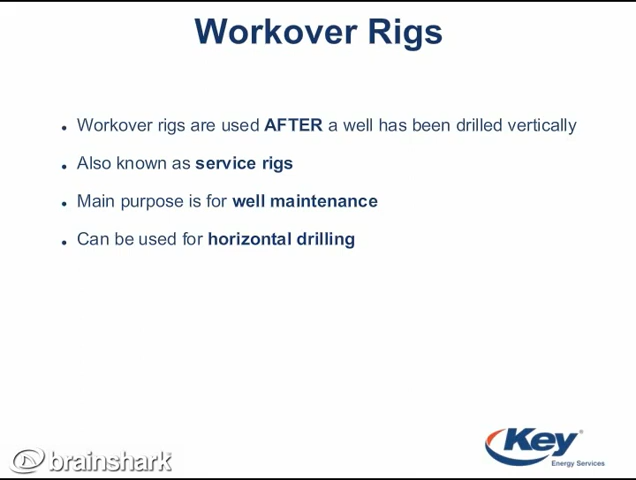 Workover Rigs
• Workover rigs are used AFTER a well has been drilled vertically
• Also known as service rigs
• Main purpose is for well maintenance
• Can be used for horizontal drilling
Key®
Energy Services
brainshark